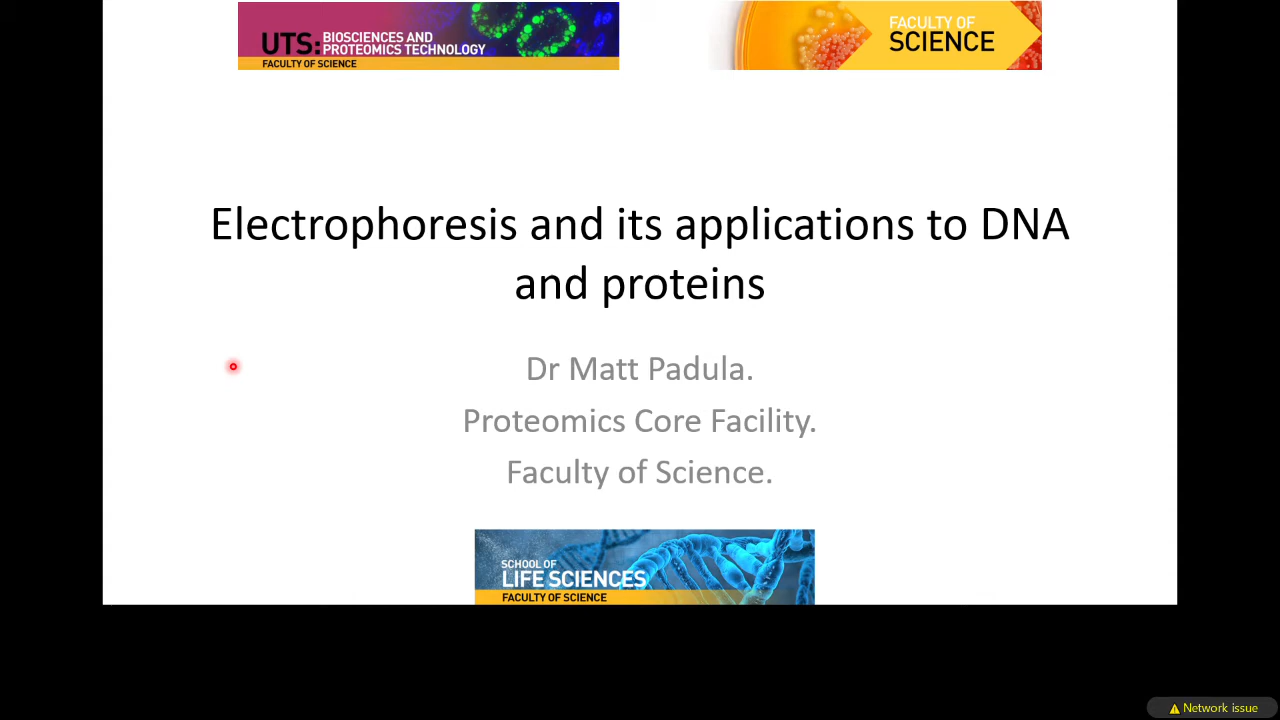 UTS: BIOSCIENCES AND PROTEOMICS TECHNOLOGY
FACULTY OF SCIENCE
FACULTY OF
SCIENCE
Electrophoresis and its applications to DNA
and proteins
Dr Matt Padula.
Proteomics Core Facility.
Faculty of Science.
SCHOOL OF
LIFE SCIENCES
FACULTY OF SCIENCE
Network issue